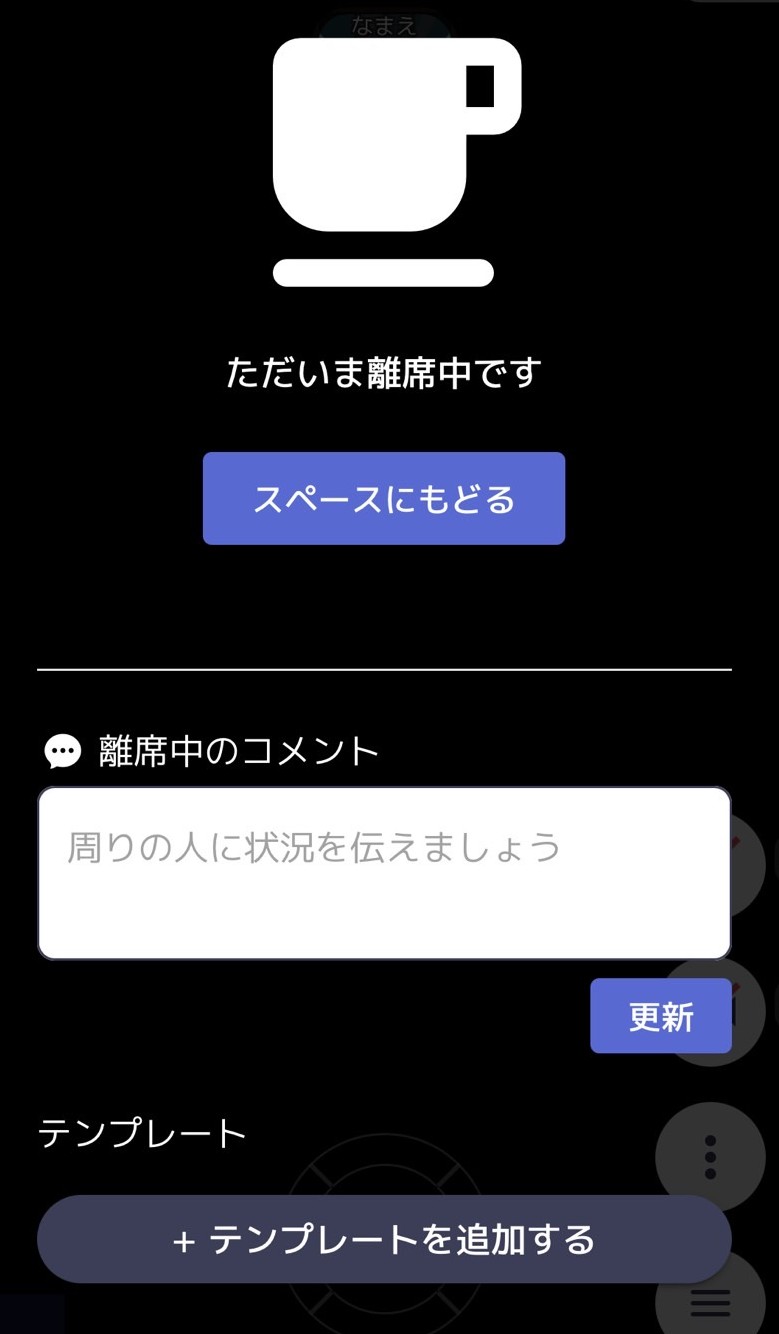 なまえ
ただいま離席中です
スペースにもどる
離席中のコメント
周りの人に状況を伝えましょう
更新
テンプレート
+ テンプレートを追加する